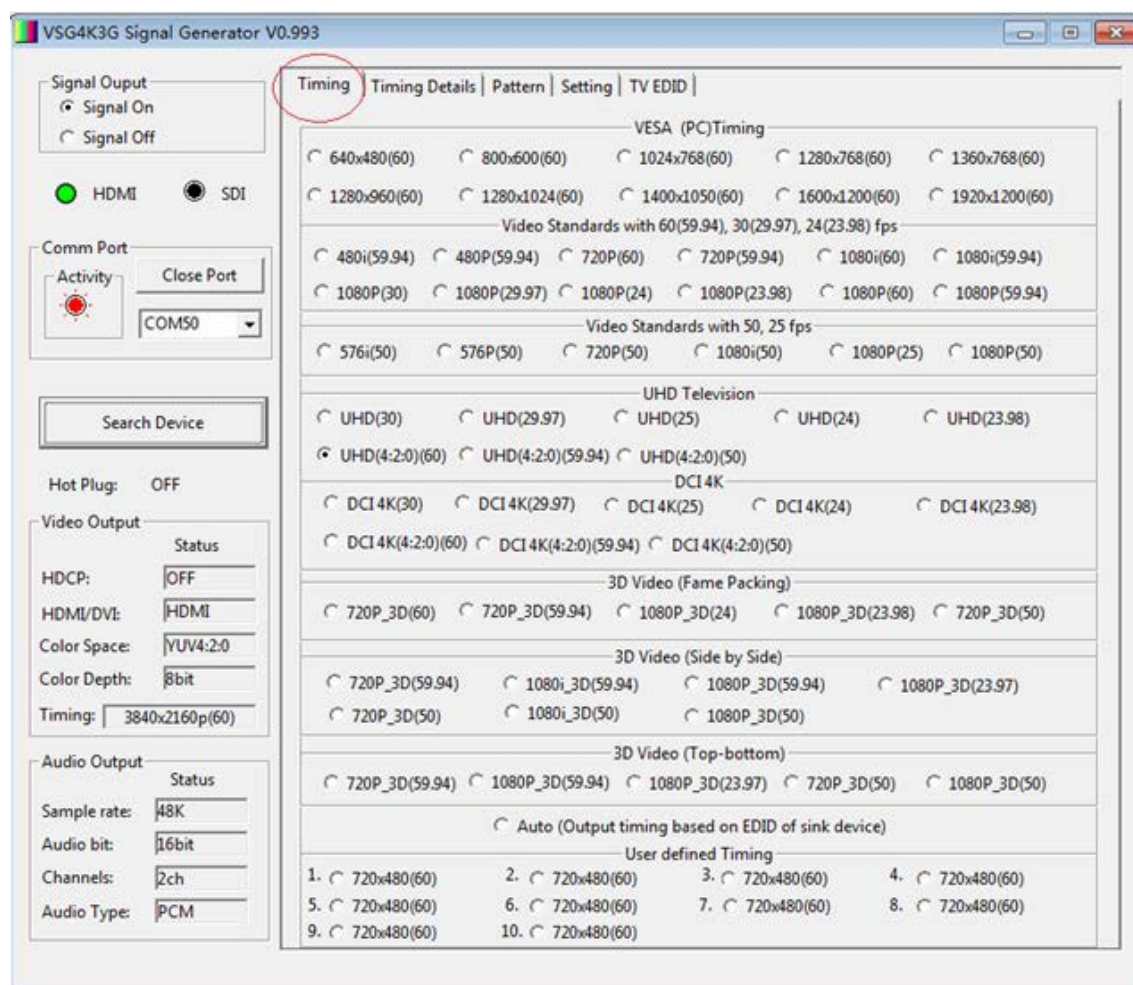 VSG4K3G Signal Generator V0.993
Signal Ouput
Signal On
Signal Off
HDMI SDI
Comm Port
Activity Close Port
COM50
Search Device
Hot Plug: OFF
Video Output
Status
HDCP: OFF
HDMI/DVI: HDMI
Color Space: YUV4:2:0
Color Depth: 8bit
Timing: 3840x2160p(60)
Audio Output
Status
Sample rate: 48K
Audio bit: 16bit
Channels: 2ch
Audio Type: PCM
Timing Timing Details Pattern Setting TV EDID
VESA (PC)Timing
640x480(60) 800x600(60) 1024x768(60) 1280x768(60) 1360x768(60)
1280x960(60) 1280x1024(60) 1400x1050(60) 1600x1200(60) 1920x1200(60)
Video Standards with 60(59.94), 30(29.97), 24(23.98) fps
480i(59.94) 480P(59.94) 720P(60) 720P(59.94) 1080i(60) 1080i(59.94)
1080P(30) 1080P(29.97) 1080P(24) 1080P(23.98) 1080P(60) 1080P(59.94)
Video Standards with 50, 25 fps
576i(50) 576P(50) 720P(50) 1080i(50) 1080P(25) 1080P(50)
UHD Television
UHD(30) UHD(29.97) UHD(25) UHD(24) UHD(23.98)
UHD(4:2:0)(60) UHD(4:2:0)(59.94) UHD(4:2:0)(50)
DCI 4K
DCI 4K(30) DCI 4K(29.97) DCI 4K(25) DCI 4K(24) DCI 4K(23.98)
DCI 4K(4:2:0)(60) DCI 4K(4:2:0)(59.94) DCI 4K(4:2:0)(50)
3D Video (Fame Packing)
720P_3D(60) 720P_3D(59.94) 1080P_3D(24) 1080P_3D(23.98) 720P_3D(50)
3D Video (Side by Side)
720P_3D(59.94) 1080i_3D(59.94) 1080P_3D(59.94) 1080P_3D(23.97)
720P_3D(50) 1080i_3D(50) 1080P_3D(50)
3D Video (Top-bottom)
720P_3D(59.94) 1080P_3D(59.94) 1080P_3D(23.97) 720P_3D(50) 1080P_3D(50)
Auto (Output timing based on EDID of sink device)
User defined Timing
1. 720x480(60) 2. 720x480(60) 3. 720x480(60) 4. 720x480(60)
5. 720x480(60) 6. 720x480(60) 7. 720x480(60) 8. 720x480(60)
9. 720x480(60) 10. 720x480(60)